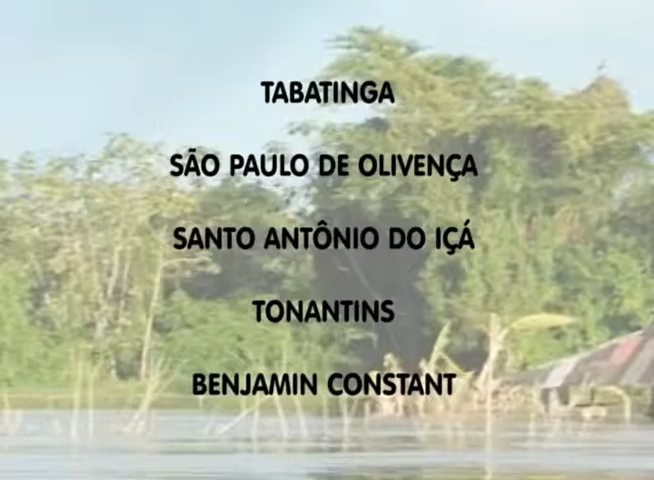 TABATINGA
SÃO PAULO DE OLIVENÇA
SANTO ANTÔNIO DO IÇÁ
TONANTINS
BENJAMIN CONSTANT